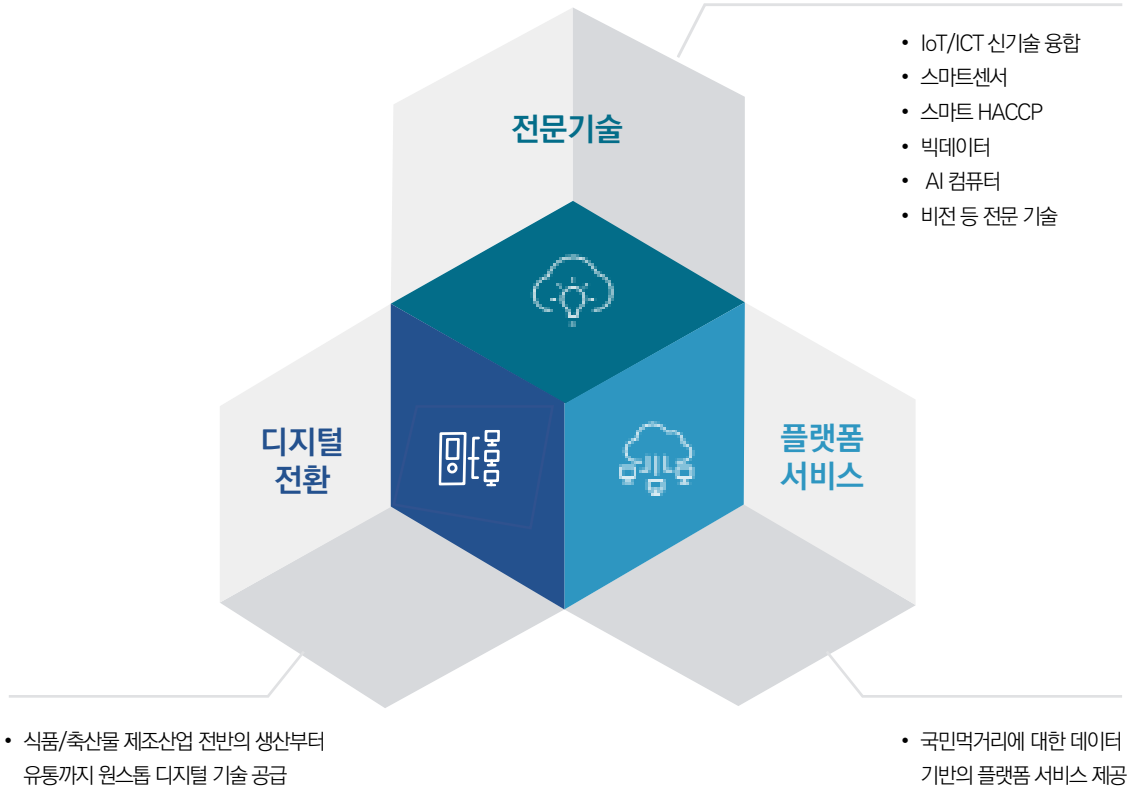 전문기술
• IoT/ICT 신기술 융합
• 스마트센서
• 스마트 HACCP
• 빅데이터
• AI 컴퓨터
• 비전 등 전문 기술
디지털
전환
플랫폼
서비스
• 식품/축산물 제조산업 전반의 생산부터
유통까지 원스톱 디지털 기술 공급
• 국민먹거리에 대한 데이터
기반의 플랫폼 서비스 제공